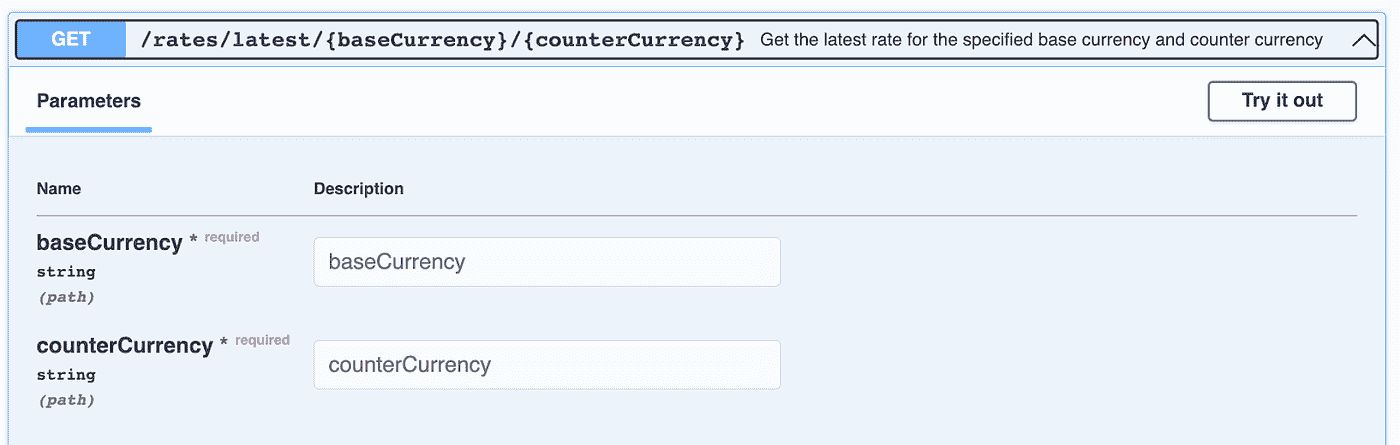 GET /rates/latest/{baseCurrency}/{counterCurrency} Get the latest rate for the specified base currency and counter currency
Parameters Try it out
Name Description
baseCurrency * required baseCurrency
string
(path)
counterCurrency * required counterCurrency
string
(path)